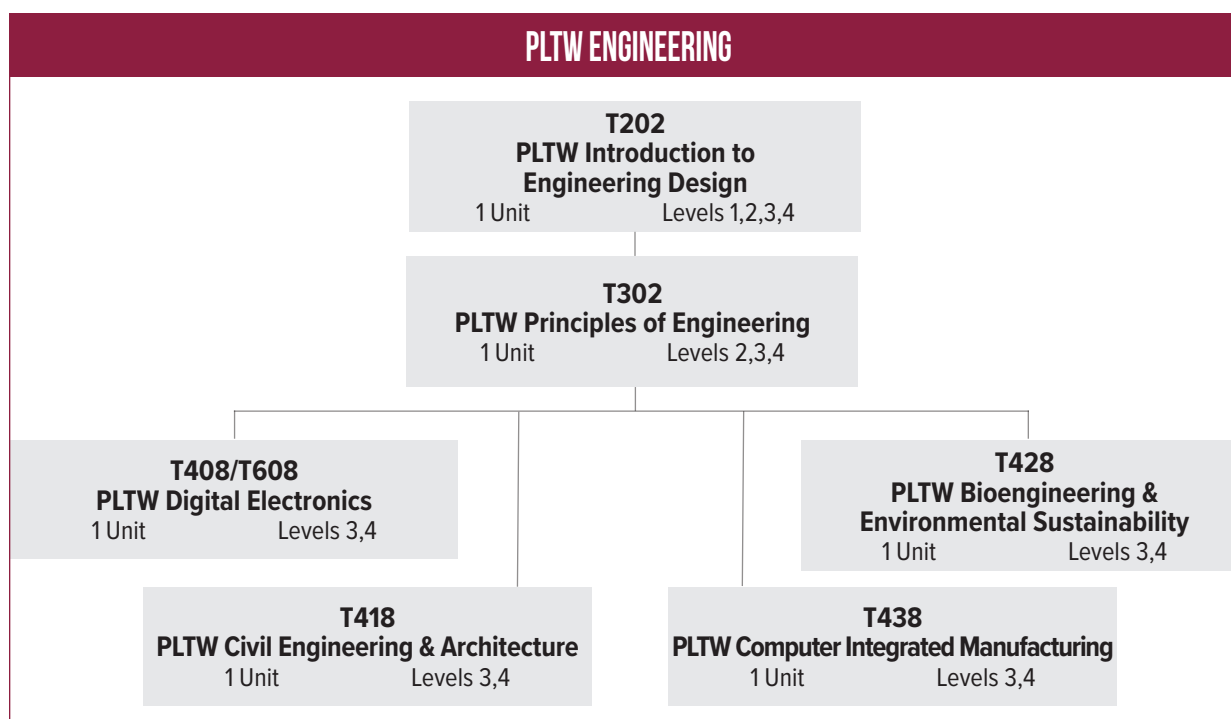 PLTW ENGINEERING
T202
PLTW Introduction to
Engineering Design
1 Unit Levels 1,2,3,4
T302
PLTW Principles of Engineering
1 Unit Levels 2,3,4
T408/T608
PLTW Digital Electronics
1 Unit Levels 3,4
T428
PLTW Bioengineering &
Environmental Sustainability
1 Unit Levels 3,4
T418
PLTW Civil Engineering & Architecture
1 Unit Levels 3,4
T438
PLTW Computer Integrated Manufacturing
1 Unit Levels 3,4